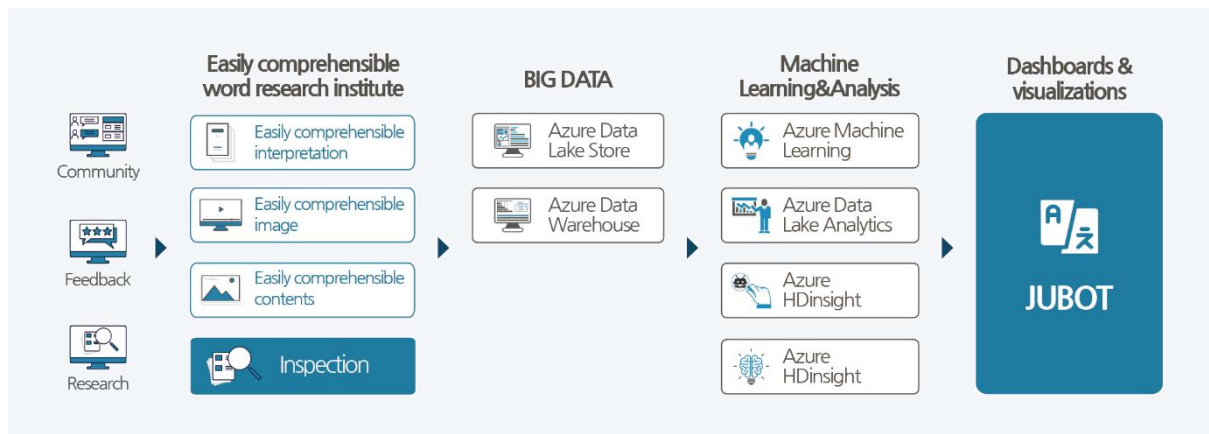 Easily comprehensible
word research institute
BIG DATA
Machine
Learning&Analysis
Dashboards &
visualizations
Community
Feedback
Research
Easily comprehensible
interpretation
Easily comprehensible
image
Easily comprehensible
contents
Inspection
Azure Data
Lake Store
Azure Data
Warehouse
Azure Machine
Learning
Azure Data
Lake Analytics
Azure
HDinsight
Azure
HDinsight
A
文
JUBOT